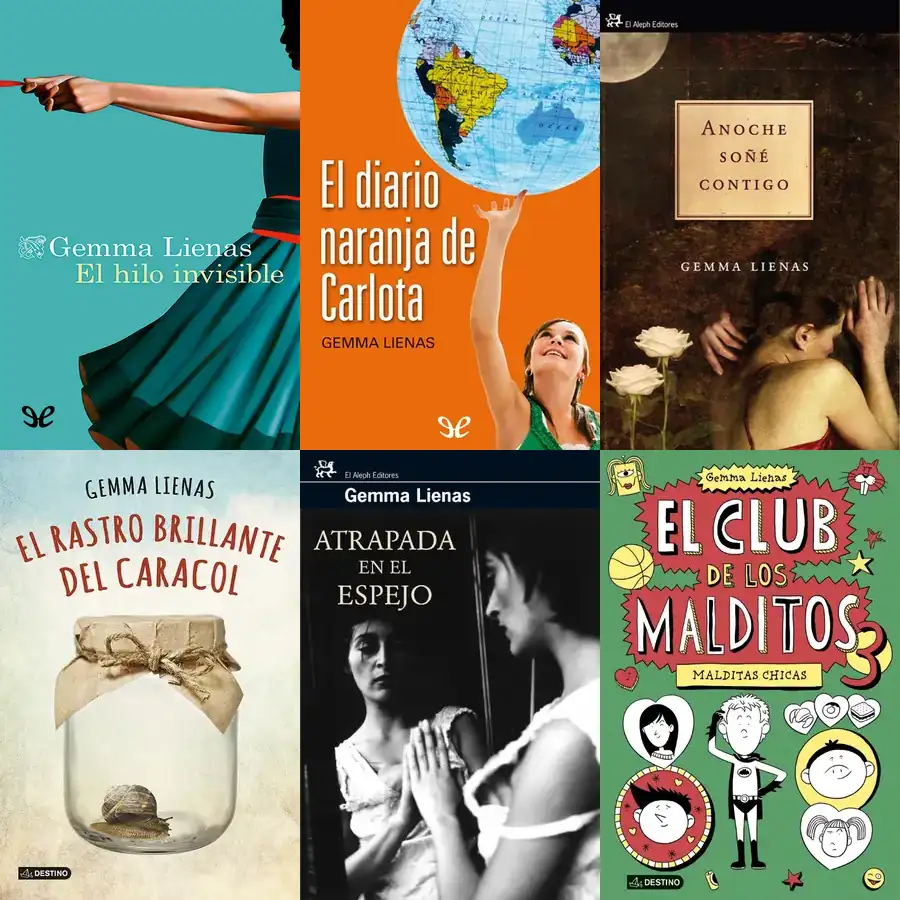 Gemma Lienas
El hilo invisible
El diario
naranja de
Carlota
GEMMA LIENAS
El Aleph Editores
ANOCHE
SOÑÉ
CONTIGO
GEMMA LIENAS
GEMMA LIENAS
EL RASTRO BRILLANTE
DEL CARACOL
DESTINO
El Aleph Editores
Gemma Lienas
ATRAPADA
EN EL
ESPEJO
Gemma Lienas
EL CLUB
DE LOS
MALDITOS
3
MALDITAS CHICAS
DESTINO